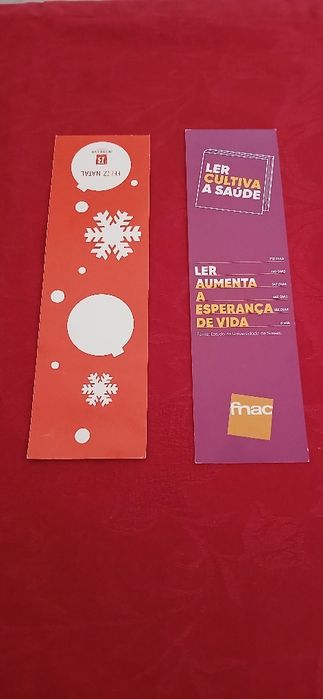 FELIZ NATAL
LER
CULTIVA
A SAÚDE
LER
AUMENTA
A
ESPERANÇA
DE VIDA
fnac